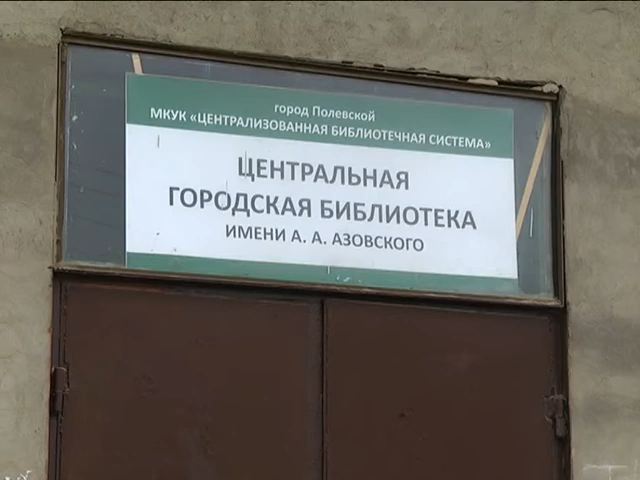 город Полевской
МКУК «ЦЕНТРАЛИЗОВАННАЯ БИБЛИОТЕЧНАЯ СИСТЕМА»
ЦЕНТРАЛЬНАЯ
ГОРОДСКАЯ БИБЛИОТЕКА
ИМЕНИ А. А. АЗОВСКОГО